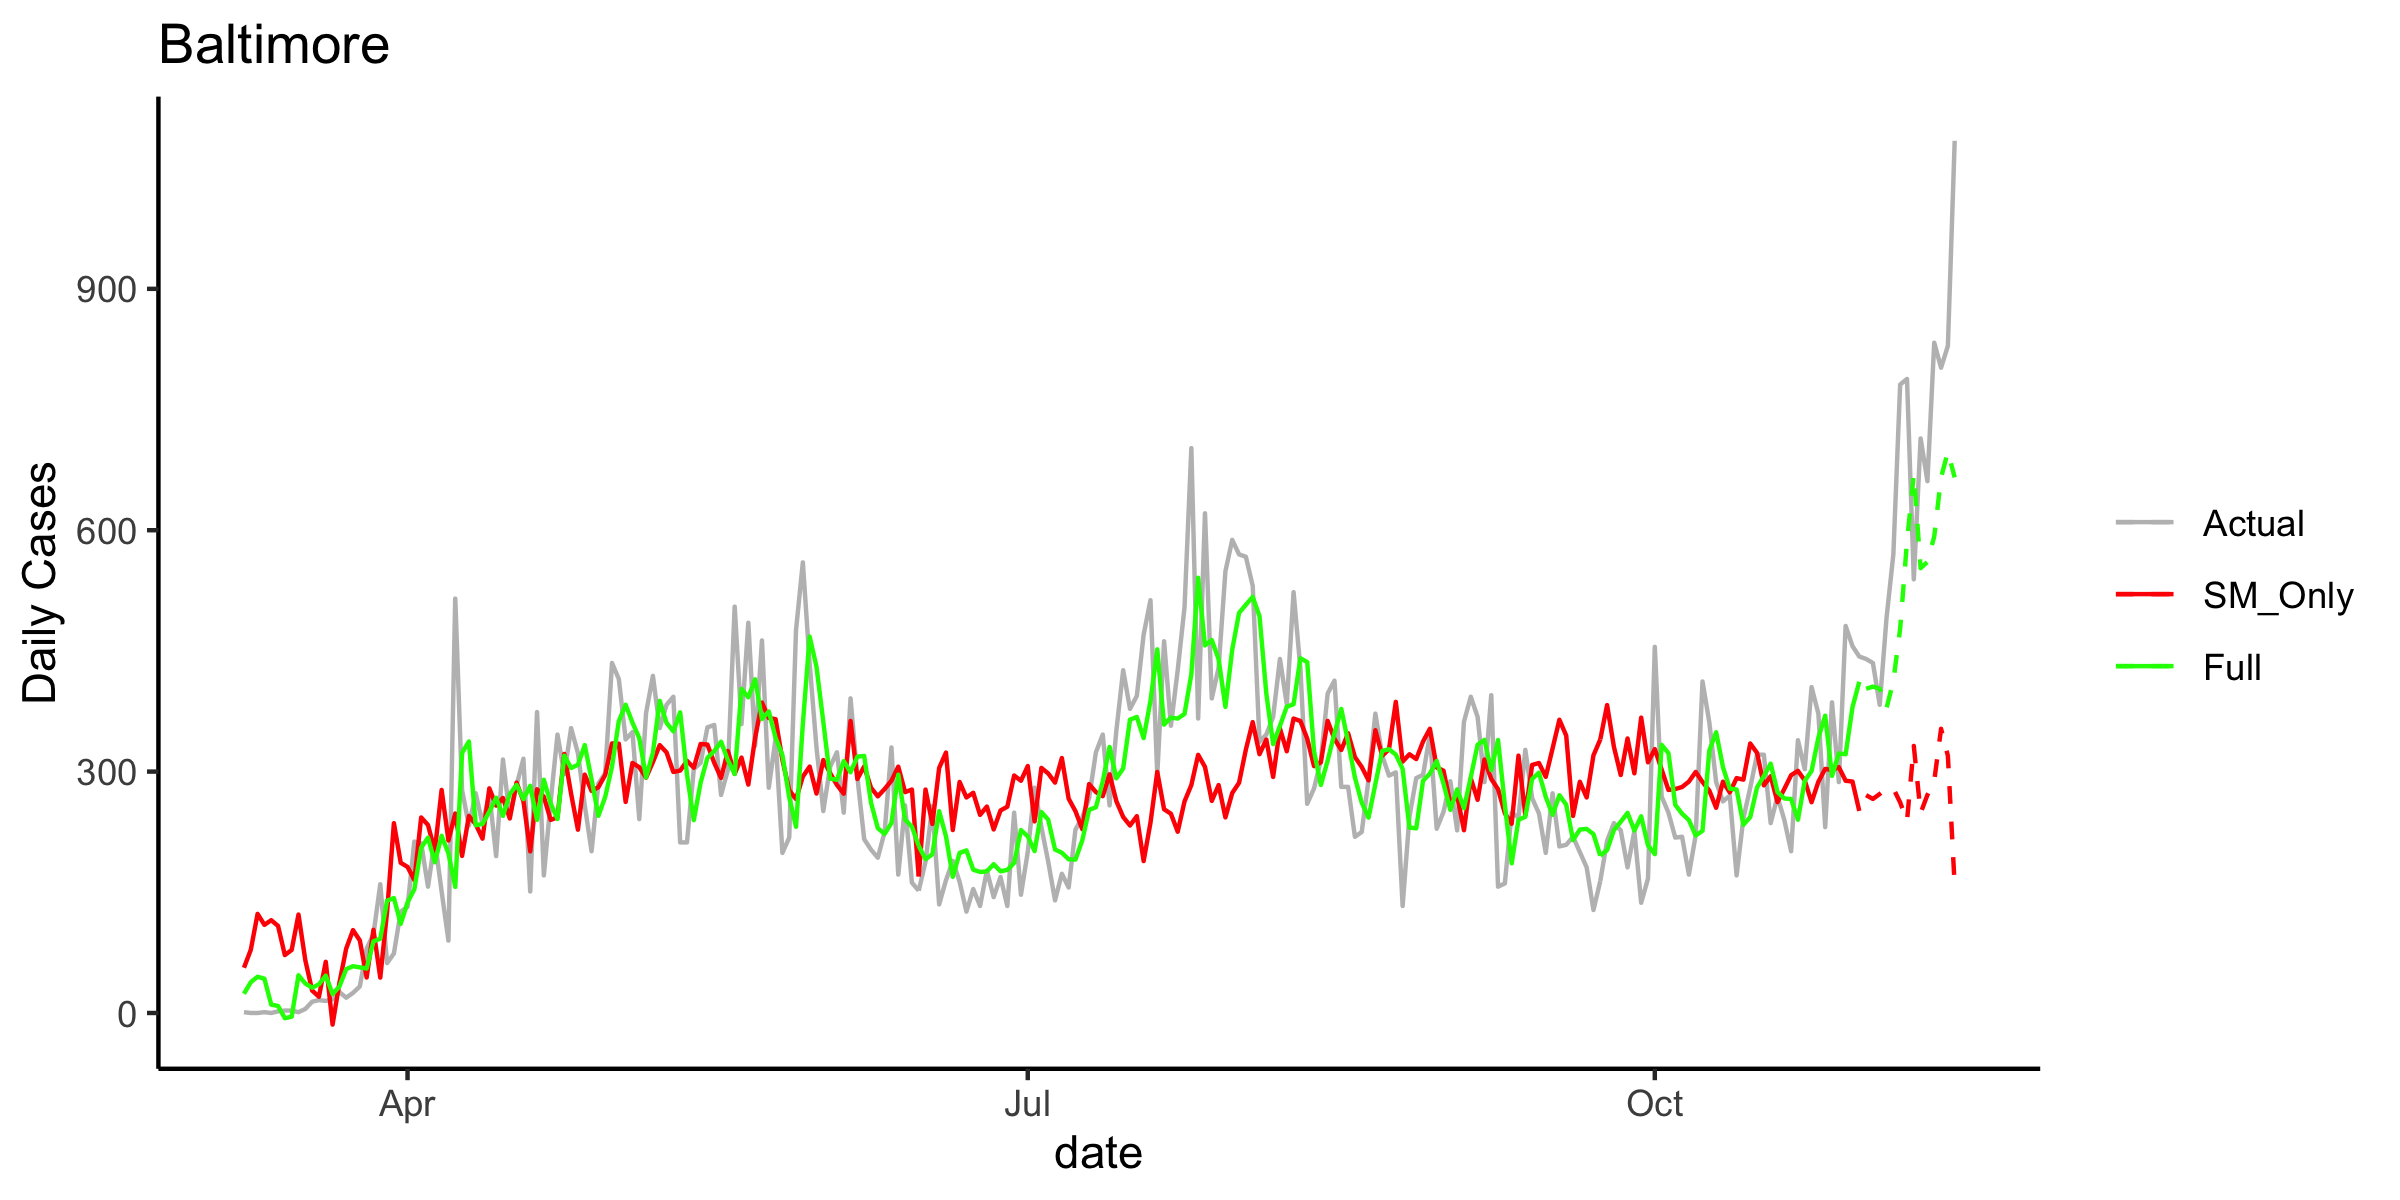 Baltimore
Daily Cases
900
600
300
0
Apr
Jul
Oct
date
Actual
SM_Only
Full